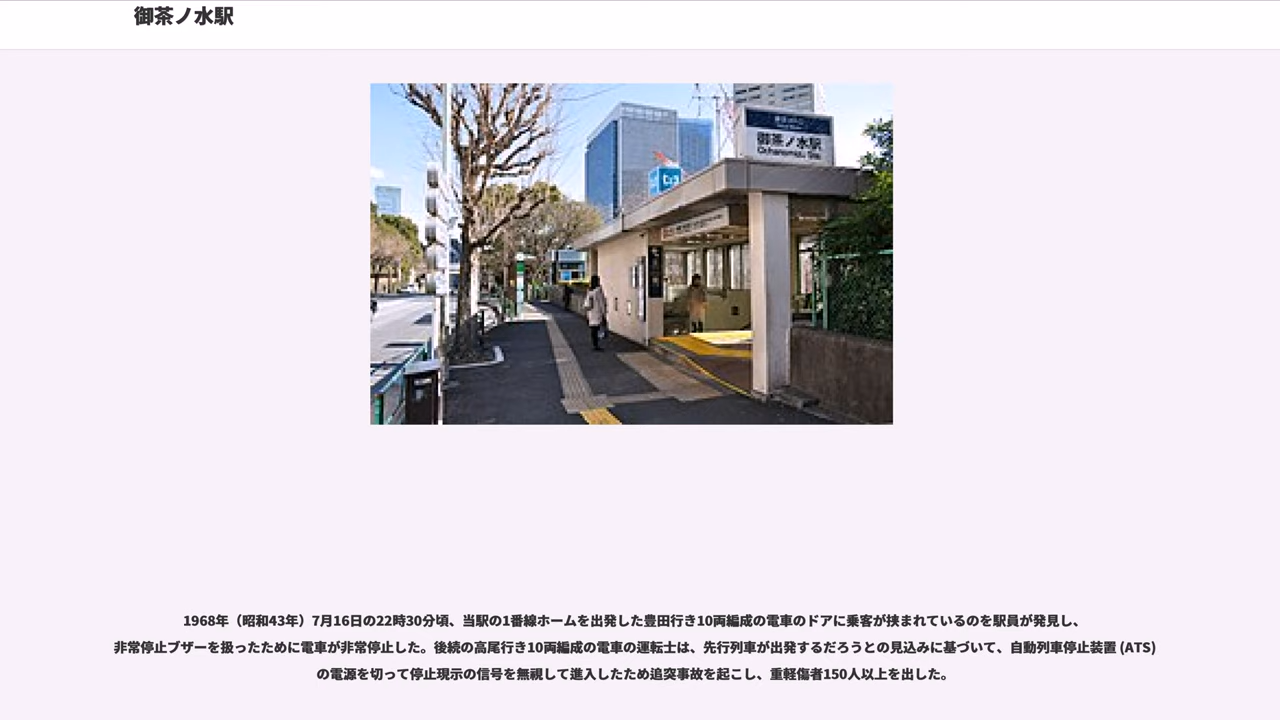 御茶ノ水駅
御茶ノ水駅
Ochanomizu Sta.
1968年（昭和43年）7月16日の22時30分頃、当駅の1番線ホームを出発した豊田行き10両編成の電車のドアに乗客が挟まれているのを駅員が発見し、
非常停止ブザーを扱ったために電車が非常停止した。後続の高尾行き10両編成の電車の運転士は、先行列車が出発するだろうとの見込みに基づいて、自動列車停止装置 (ATS)
の電源を切って停止現示の信号を無視して進入したため追突事故を起こし、重軽傷者150人以上を出した。